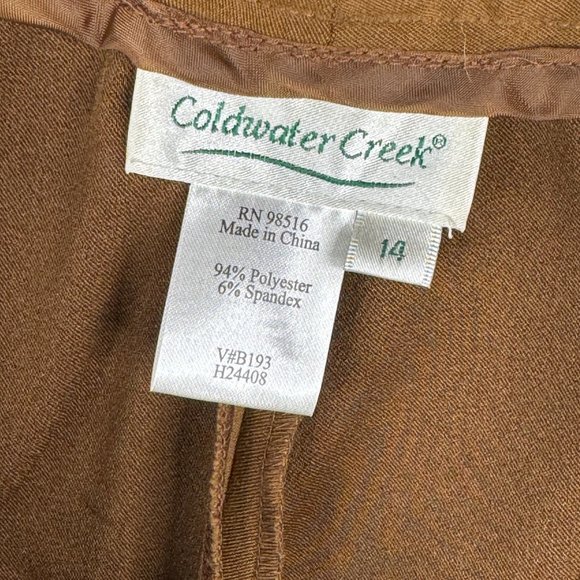 Coldwater Creek®
RN 98516
Made in China
14
94% Polyester
6% Spandex
V#B193
H24408